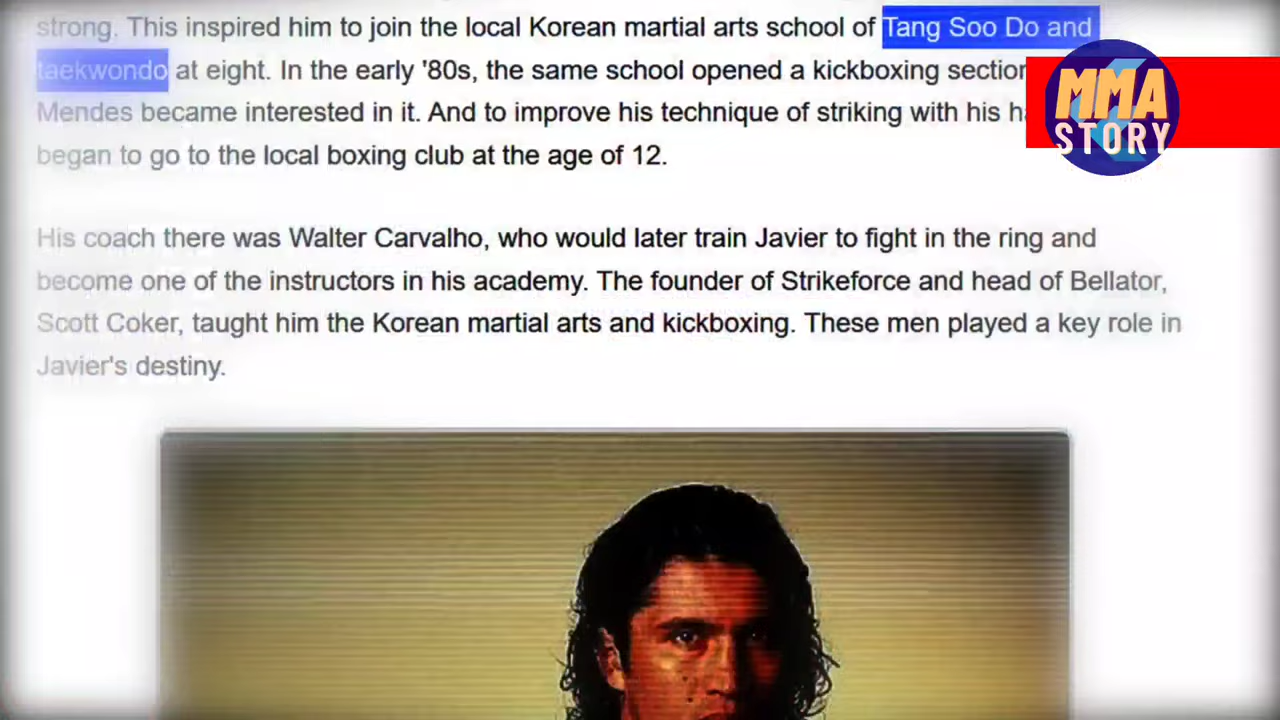 strong. This inspired him to join the local Korean martial arts school of Tang Soo Do and
taekwondo at eight. In the early '80s, the same school opened a kickboxing section
Mendes became interested in it. And to improve his technique of striking with his
began to go to the local boxing club at the age of 12.
His coach there was Walter Carvalho, who would later train Javier to fight in the ring and
become one of the instructors in his academy. The founder of Strikeforce and head of Bellator,
Scott Coker, taught him the Korean martial arts and kickboxing. These men played a key role in
Javier's destiny.
MMA
STORY